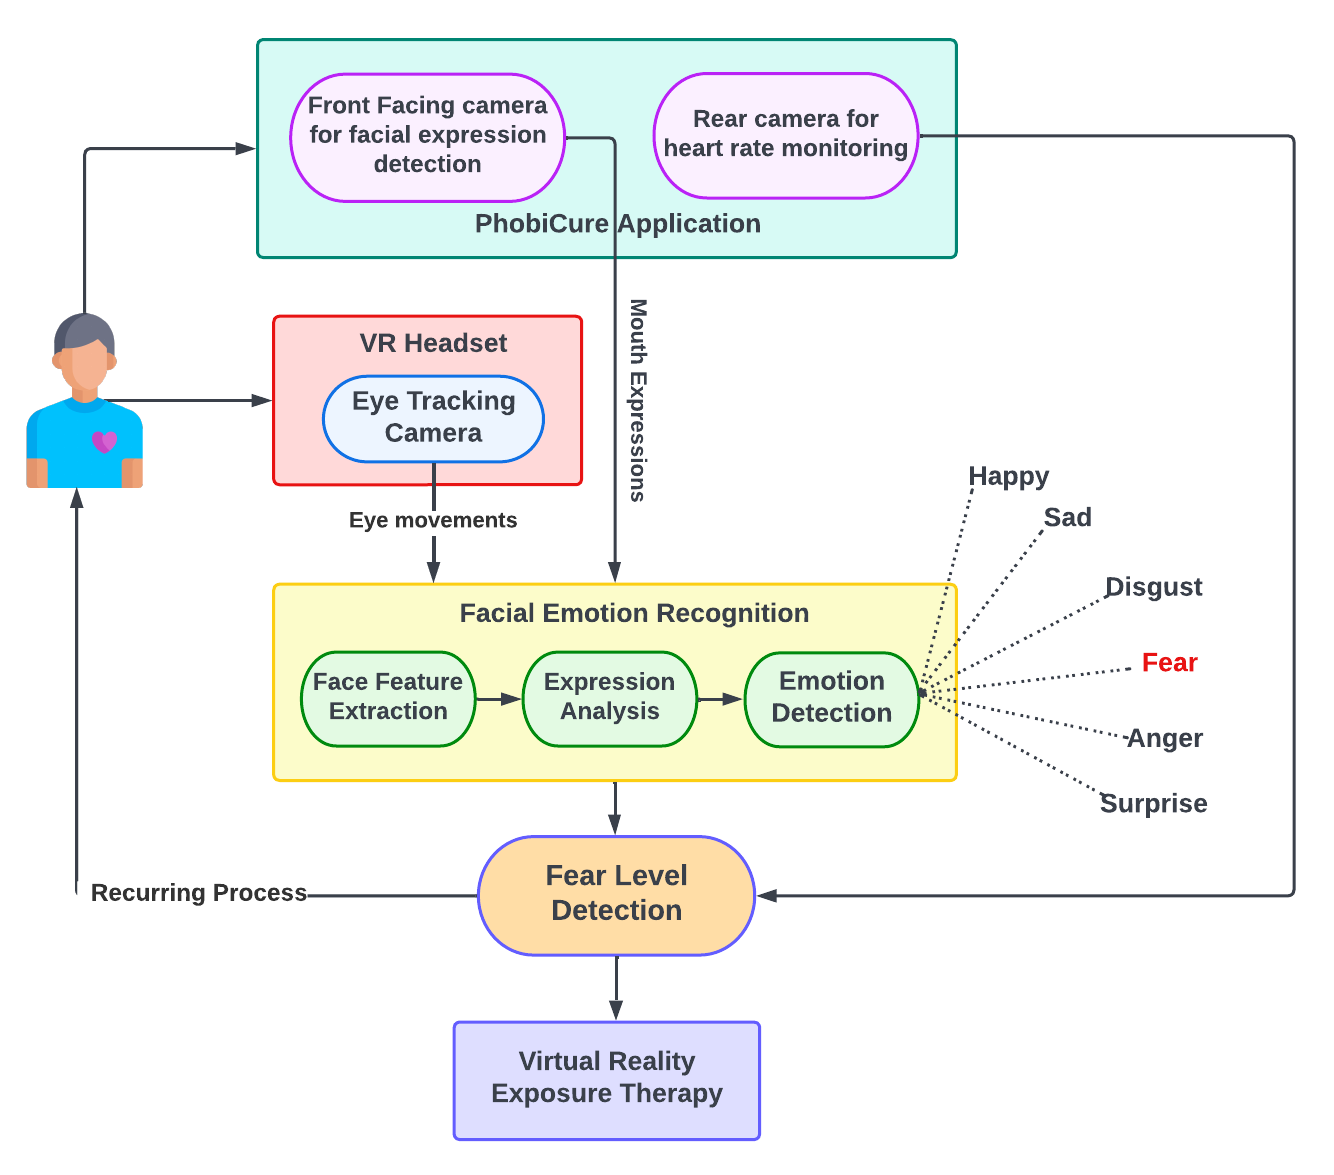 Front Facing camera
for facial expression
detection
Rear camera for
heart rate monitoring
PhobiCure Application
VR Headset
Eye Tracking
Camera
Mouth Expressions
Eye movements
Happy
Sad
Disgust
Fear
Anger
Surprise
Facial Emotion Recognition
Face Feature
Extraction
Expression
Analysis
Emotion
Detection
Fear Level
Detection
Recurring Process
Virtual Reality
Exposure Therapy